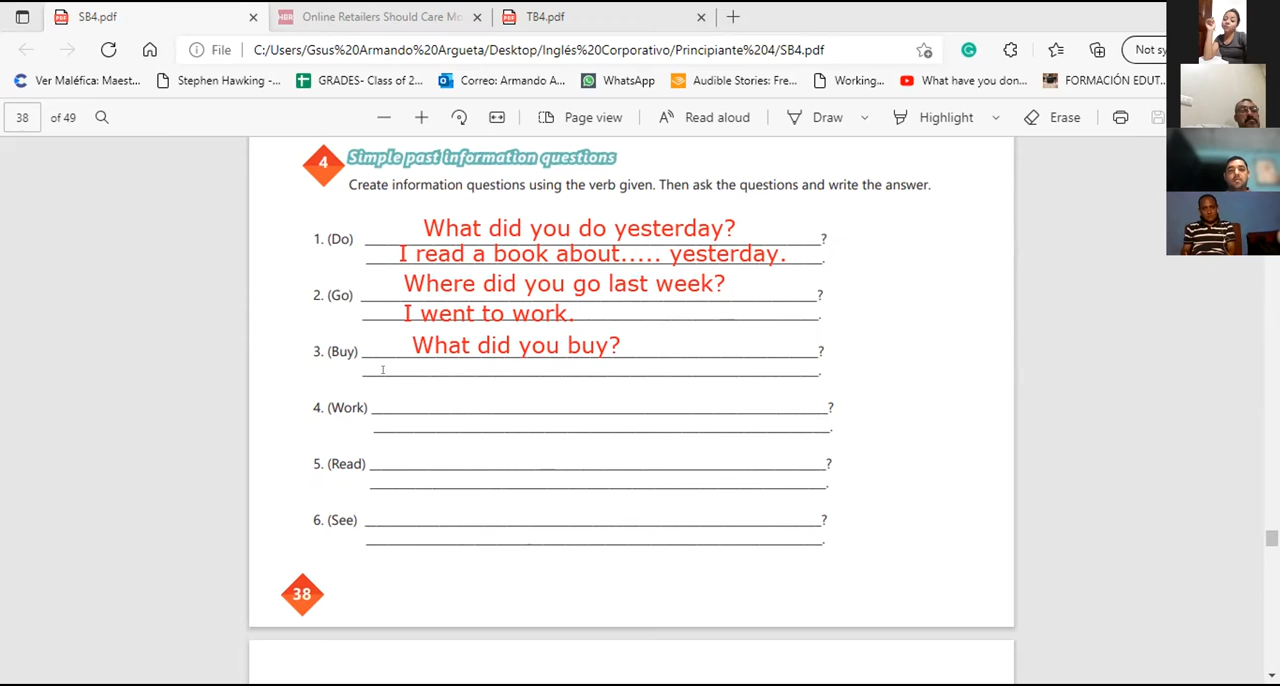 SB4.pdf
HBR Online Retailers Should Care Mo
TB4.pdf
File C:/Users/Gsus%20Armando%20Argueta/Desktop/Inglés%20Corporativo/Principiante%204/SB4.pdf
Not sy
Ver Maléfica: Maest...
Stephen Hawking -...
GRADES- Class of 2...
Correo: Armando A...
WhatsApp
Audible Stories: Fre...
Working...
What have you don...
FORMACIÓN EDUT...
38 of 49
Page view
Read aloud
Draw
Highlight
Erase
4 Simple past information questions
Create information questions using the verb given. Then ask the questions and write the answer.
1. (Do) What did you do yesterday? ?
I read a book about..... yesterday. .
2. (Go) Where did you go last week? ?
I went to work. .
3. (Buy) What did you buy? ?
.
4. (Work) ?
.
5. (Read) ?
.
6. (See) ?
.
38